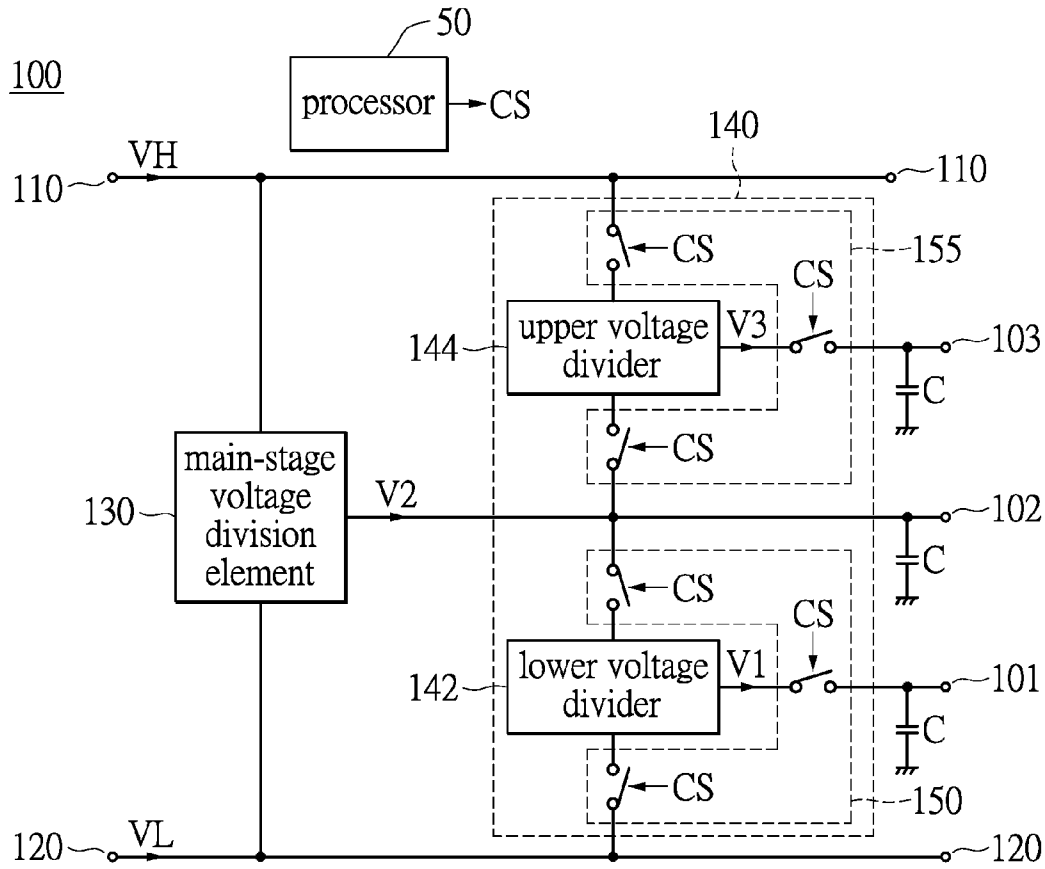 50
100
processor
CS
140
VH
110
110
CS
155
CS
144
upper voltage
divider
V3
103
C
CS
main-stage
voltage
division
element
130
V2
102
C
CS
CS
142
lower voltage
divider
V1
101
C
CS
150
120
VL
120